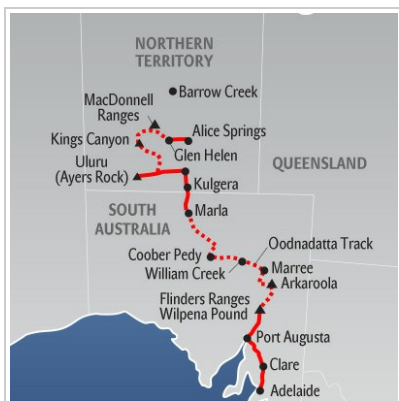 NORTHERN
TERRITORY
Barrow Creek
MacDonnell
Ranges
Alice Springs
Kings Canyon
Glen Helen
QUEENSLAND
Uluru
(Ayers Rock)
Kulgera
SOUTH
AUSTRALIA
Marla
Oodnadatta Track
Coober Pedy
William Creek
Marree
Arkaroola
Flinders Ranges
Wilpena Pound
Port Augusta
Clare
Adelaide